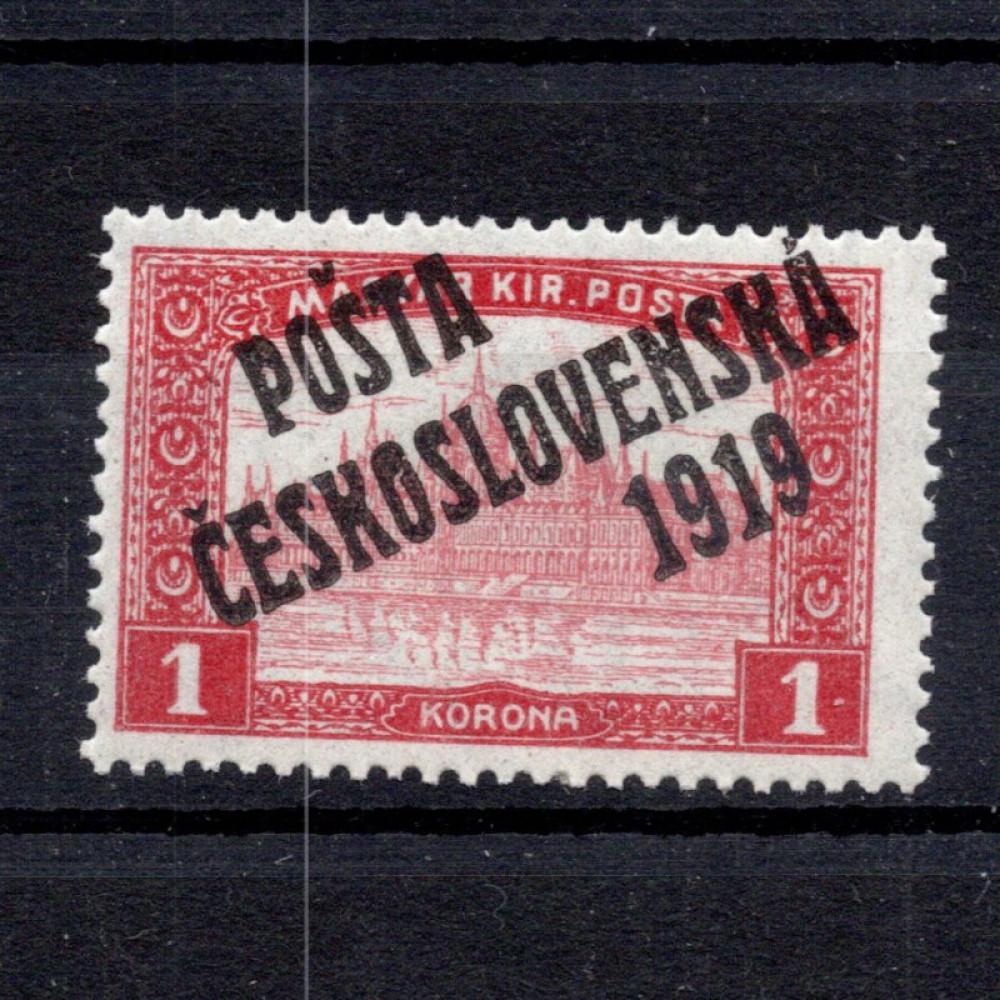 MAGYAR KIR. POSTA
POŠTA
ČESKOSLOVENSKÁ
1919
1 1
KORONA